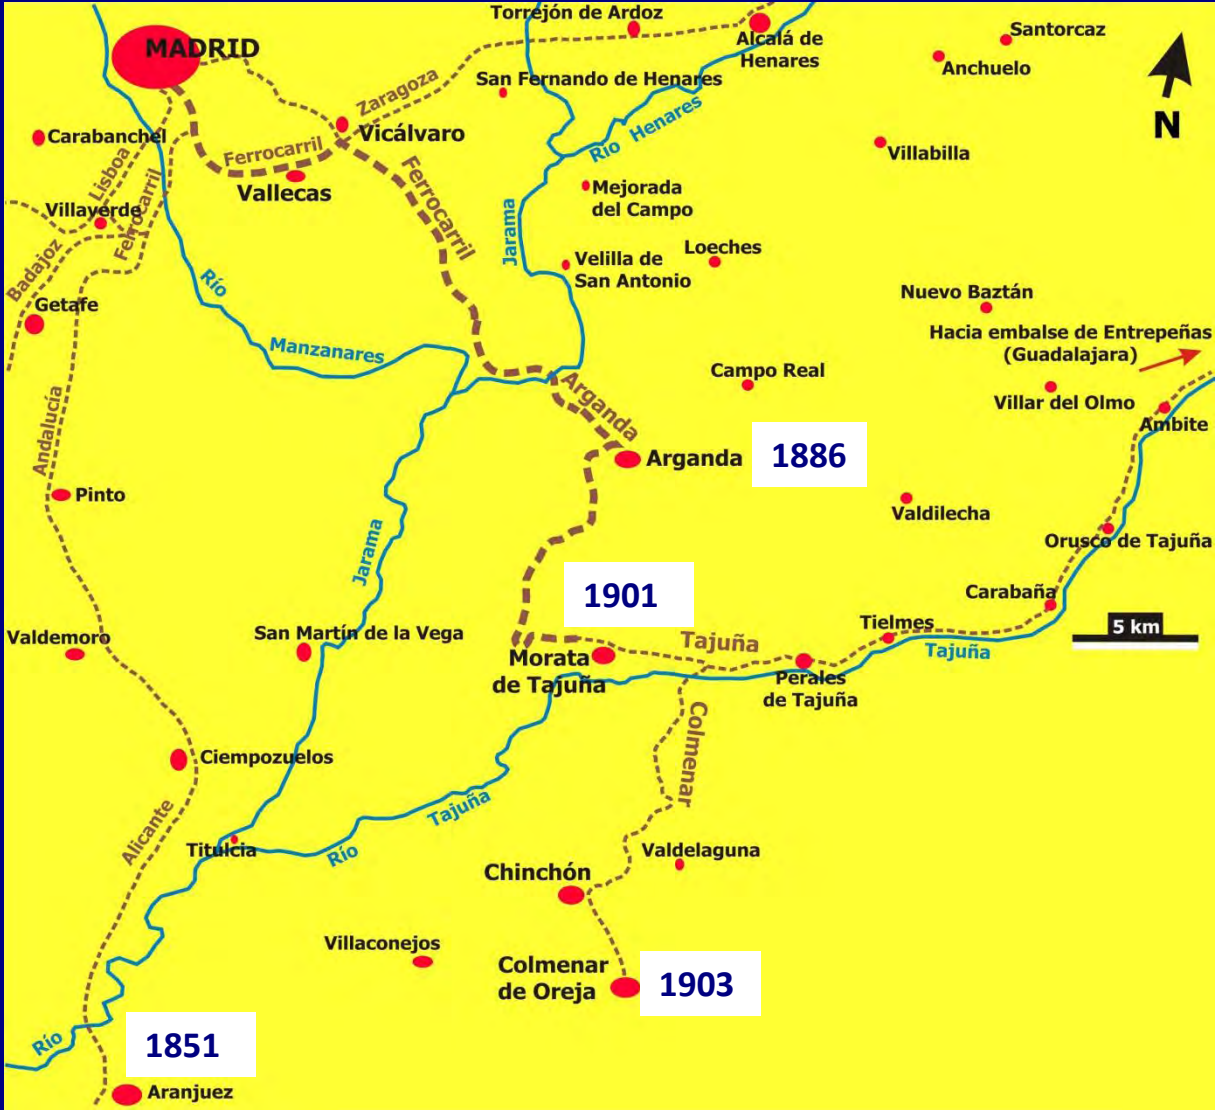 Torrejón de Ardoz
MADRID
Alcalá de
Henares
Santorcaz
Anchuelo
N
San Fernando de Henares
Zaragoza
Río Henares
Carabanchel
Vicálvaro
Ferrocarril
Vallecas
Ferrocarril
Villabilla
Lisboa
Ferrocarril
Villaverde
Mejorada
del Campo
Jarama
Badajoz
Velilla de
San Antonio
Loeches
Río
Getafe
Manzanares
Nuevo Baztán
Hacia embalse de Entrepeñas
(Guadalajara)
Campo Real
Villar del Olmo
Ambite
Arganda
Andalucía
Arganda
1886
Pinto
Valdilecha
Jarama
Orusco de Tajuña
1901
Carabaña
Valdemoro
San Martín de la Vega
Tajuña
Tielmes
5 km
Tajuña
Morata
de Tajuña
Perales
de Tajuña
Colmenar
Ciempozuelos
Tajuña
Alicante
Titulcia
Río
Valdelaguna
Chinchón
Villaconejos
Colmenar
de Oreja
1903
Río
1851
Aranjuez